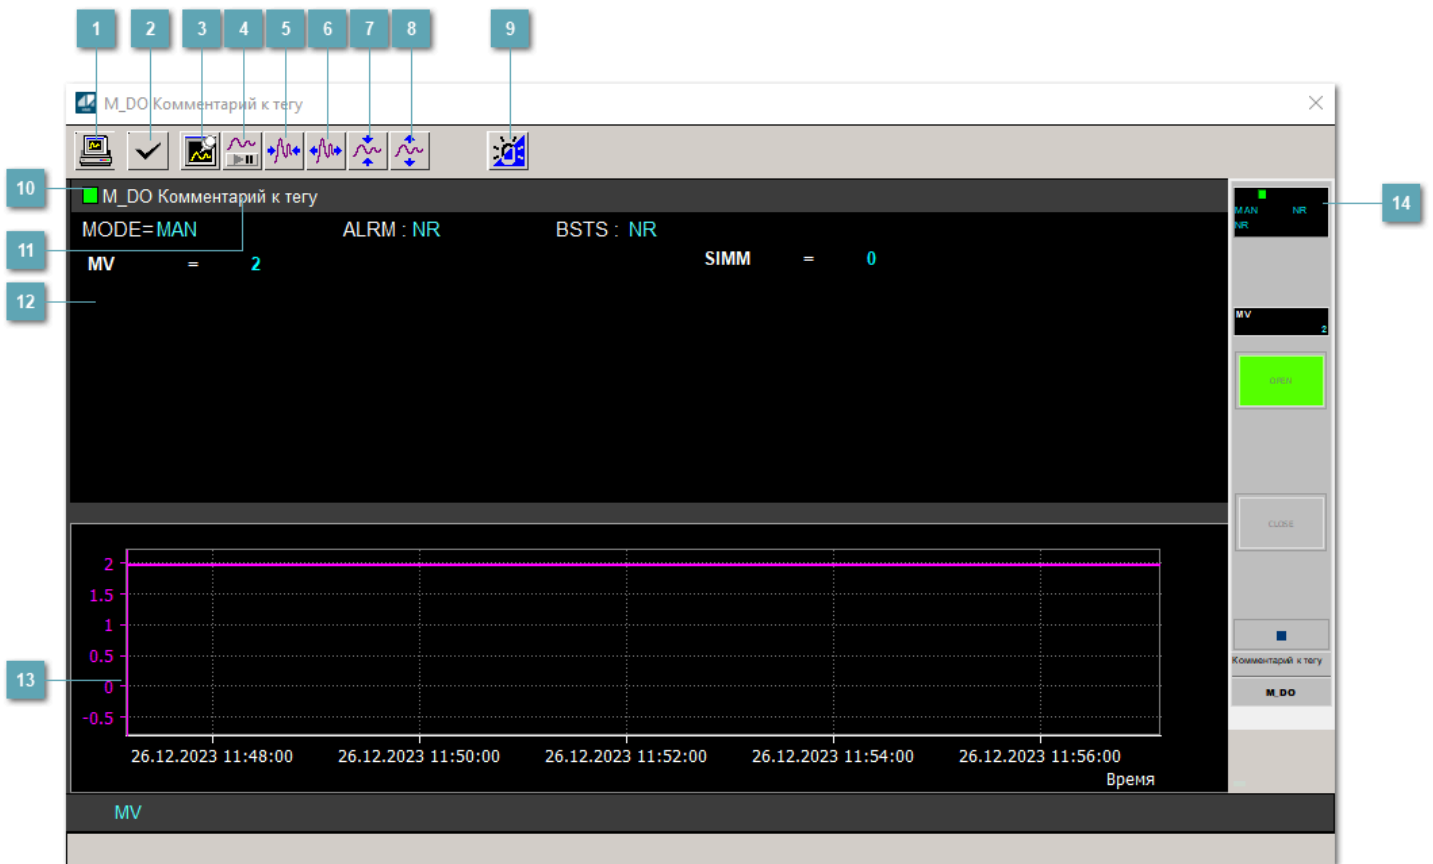 1 2 3 4 5 6 7 8 9
M_DO Комментарий к тегу
10
M_DO Комментарий к тегу
MAN NR
NR
14
MODE=MAN ALRM : NR BSTS : NR
11
MV = 2 SIMM = 0
12
MV
2
OPEN
CLOSE
2
1.5
1
0.5
0
-0.5
13
Комментарий к тегу
M_DO
26.12.2023 11:48:00 26.12.2023 11:50:00 26.12.2023 11:52:00 26.12.2023 11:54:00 26.12.2023 11:56:00
Время
MV